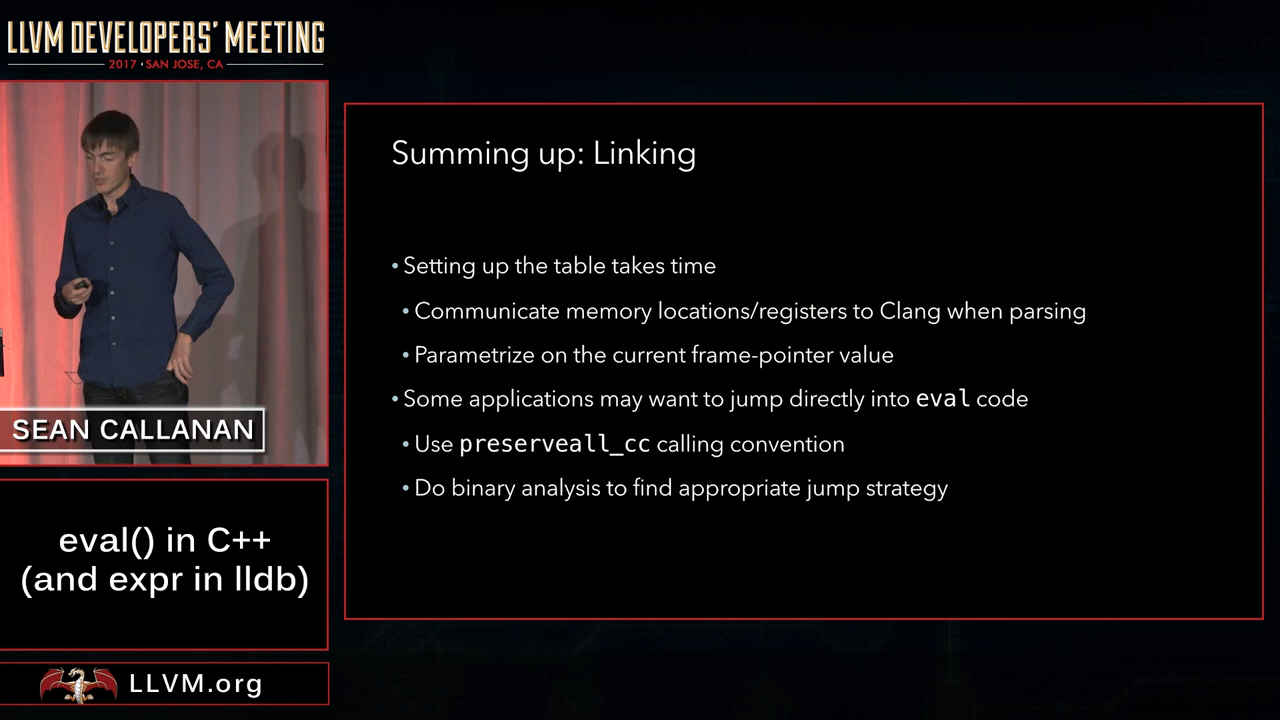 LLVM DEVELOPERS' MEETING
2017 • SAN JOSE, CA
SEAN CALLANAN
eval() in C++
(and expr in lldb)
LLVM.org
Summing up: Linking
• Setting up the table takes time
• Communicate memory locations/registers to Clang when parsing
• Parametrize on the current frame-pointer value
• Some applications may want to jump directly into eval code
• Use preserveall_cc calling convention
• Do binary analysis to find appropriate jump strategy